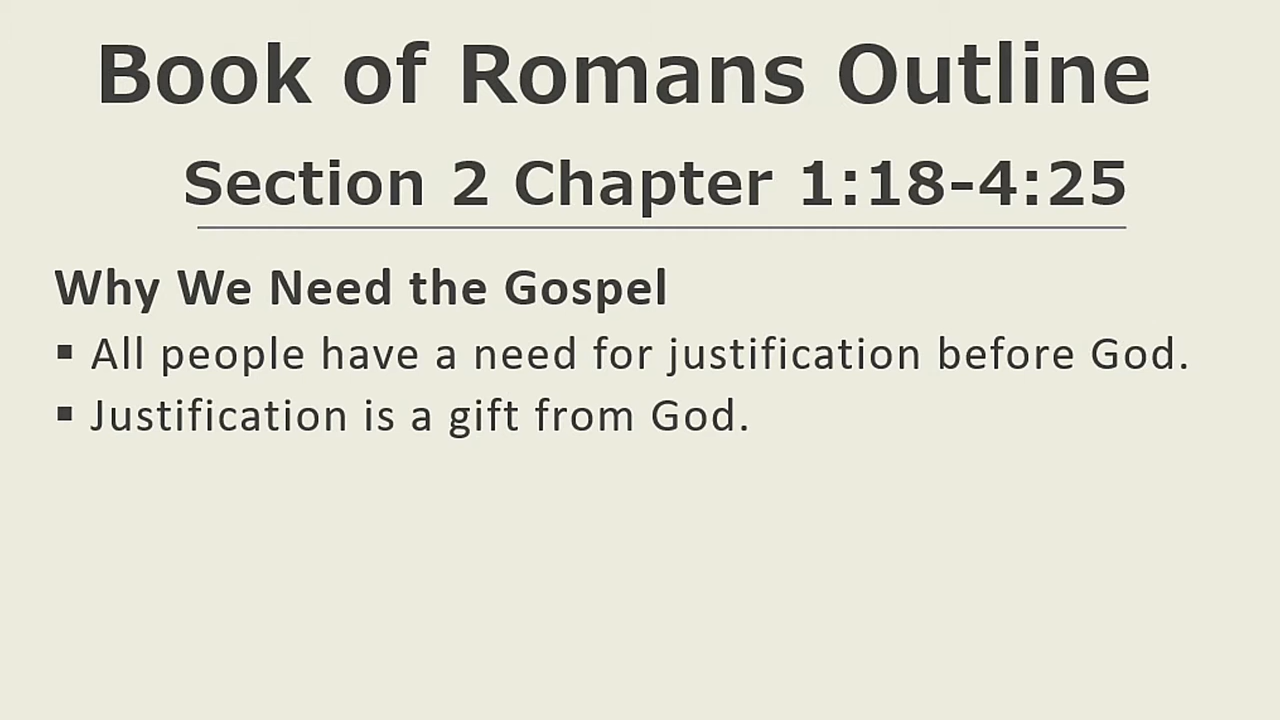 Book of Romans Outline
Section 2 Chapter 1:18-4:25
Why We Need the Gospel
▪ All people have a need for justification before God.
▪ Justification is a gift from God.